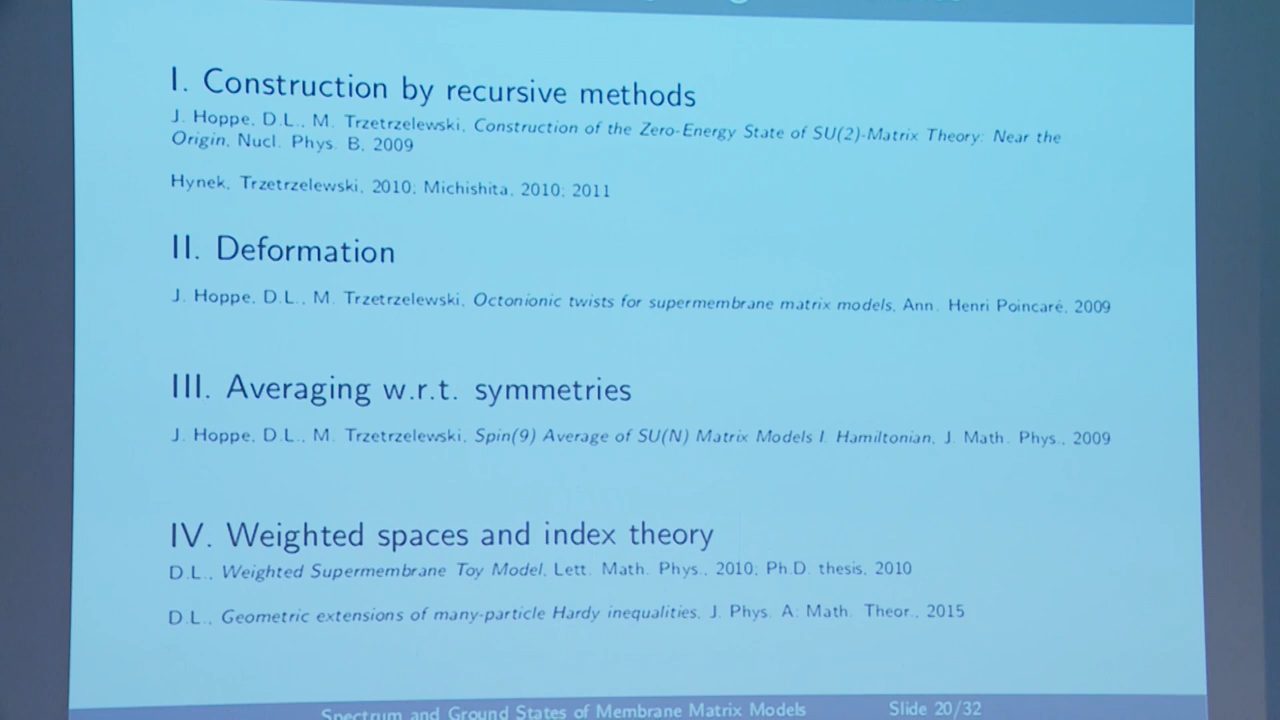 I. Construction by recursive methods
J. Hoppe, D.L., M. Trzetrzelewski, Construction of the Zero-Energy State of SU(2)-Matrix Theory: Near the
Origin, Nucl. Phys. B, 2009
Hynek, Trzetrzelewski, 2010; Michishita, 2010; 2011
II. Deformation
J. Hoppe, D.L., M. Trzetrzelewski, Octonionic twists for supermembrane matrix models, Ann. Henri Poincaré, 2009
III. Averaging w.r.t. symmetries
J. Hoppe, D.L., M. Trzetrzelewski, Spin(9) Average of SU(N) Matrix Models I. Hamiltonian, J. Math. Phys., 2009
IV. Weighted spaces and index theory
D.L., Weighted Supermembrane Toy Model, Lett. Math. Phys., 2010; Ph.D. thesis, 2010
D.L., Geometric extensions of many-particle Hardy inequalities, J. Phys. A: Math. Theor., 2015
Spectrum and Ground States of Membrane Matrix Models Slide 20/32